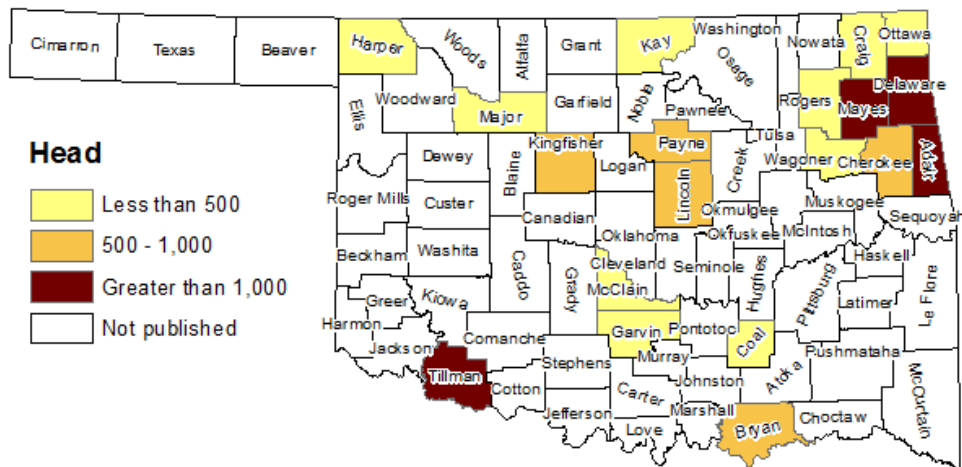 Cimarron
Texas
Beaver
Harper
Woods
Alfalfa
Grant
Kay
Washington
Osage
Nowata
Craig
Ottawa
Delaware
Mayes
Rogers
Ellis
Woodward
Major
Garfield
Noble
Pawnee
Tulsa
Wagoner
Cherokee
Adair
Head
Less than 500
500 - 1,000
Greater than 1,000
Not published
Dewey
Blaine
Kingfisher
Logan
Payne
Lincoln
Creek
Okmulgee
Muskogee
Sequoyah
Roger Mills
Custer
Canadian
Oklahoma
Okfuskee
McIntosh
Haskell
Beckham
Washita
Caddo
Grady
Cleveland
McClain
Seminole
Hughes
Pittsburg
Latimer
Le Flore
Greer
Kiowa
Harmon
Jackson
Comanche
Garvin
Pontotoc
Coal
Tillman
Cotton
Stephens
Murray
Johnston
Atoka
Pushmataha
McCurtain
Jefferson
Carter
Love
Marshall
Bryan
Choctaw